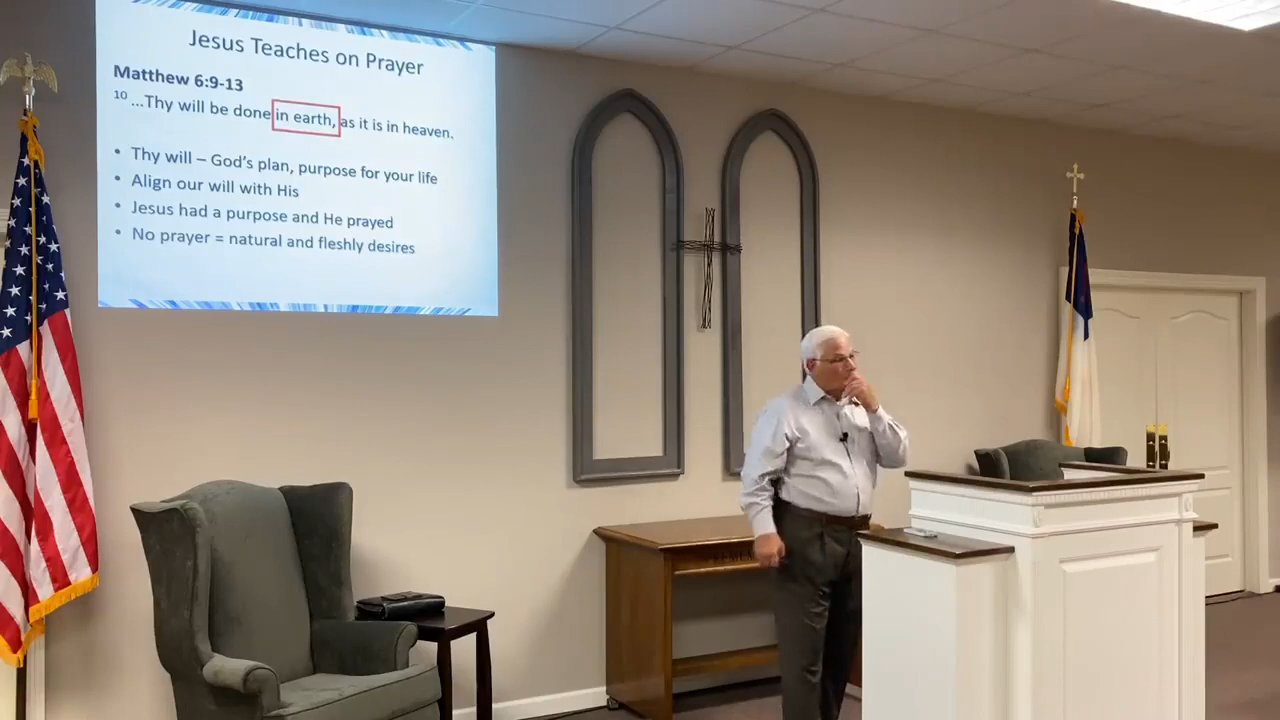 Jesus Teaches on Prayer
Matthew 6:9-13
10 ...Thy will be done in earth, as it is in heaven.
• Thy will – God's plan, purpose for your life
• Align our will with His
• Jesus had a purpose and He prayed
• No prayer = natural and fleshly desires